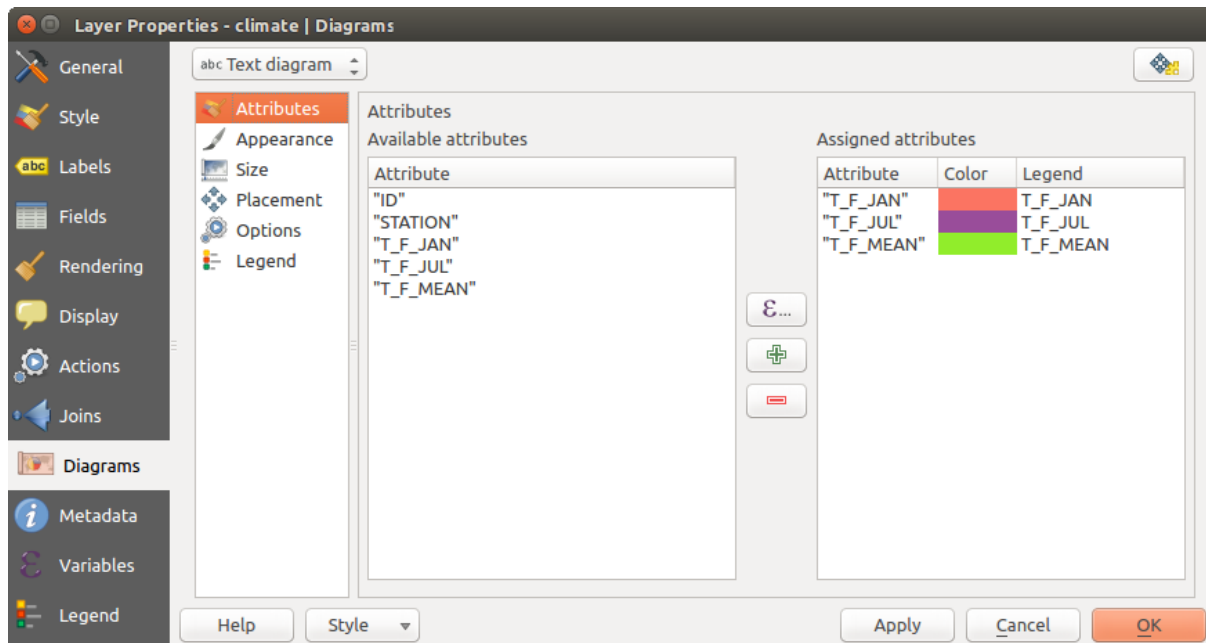 Layer Properties - climate | Diagrams
General
Style
abc Labels
Fields
Rendering
Display
Actions
Joins
Diagrams
Metadata
Variables
Legend
abc Text diagram
Attributes
Appearance
Size
Placement
Options
Legend
Attributes
Available attributes
Attribute
"ID"
"STATION"
"T_F_JAN"
"T_F_JUL"
"T_F_MEAN"
ε...
Assigned attributes
Attribute Color Legend
"T_F_JAN" T_F_JAN
"T_F_JUL" T_F_JUL
"T_F_MEAN" T_F_MEAN
Help Style Apply Cancel OK